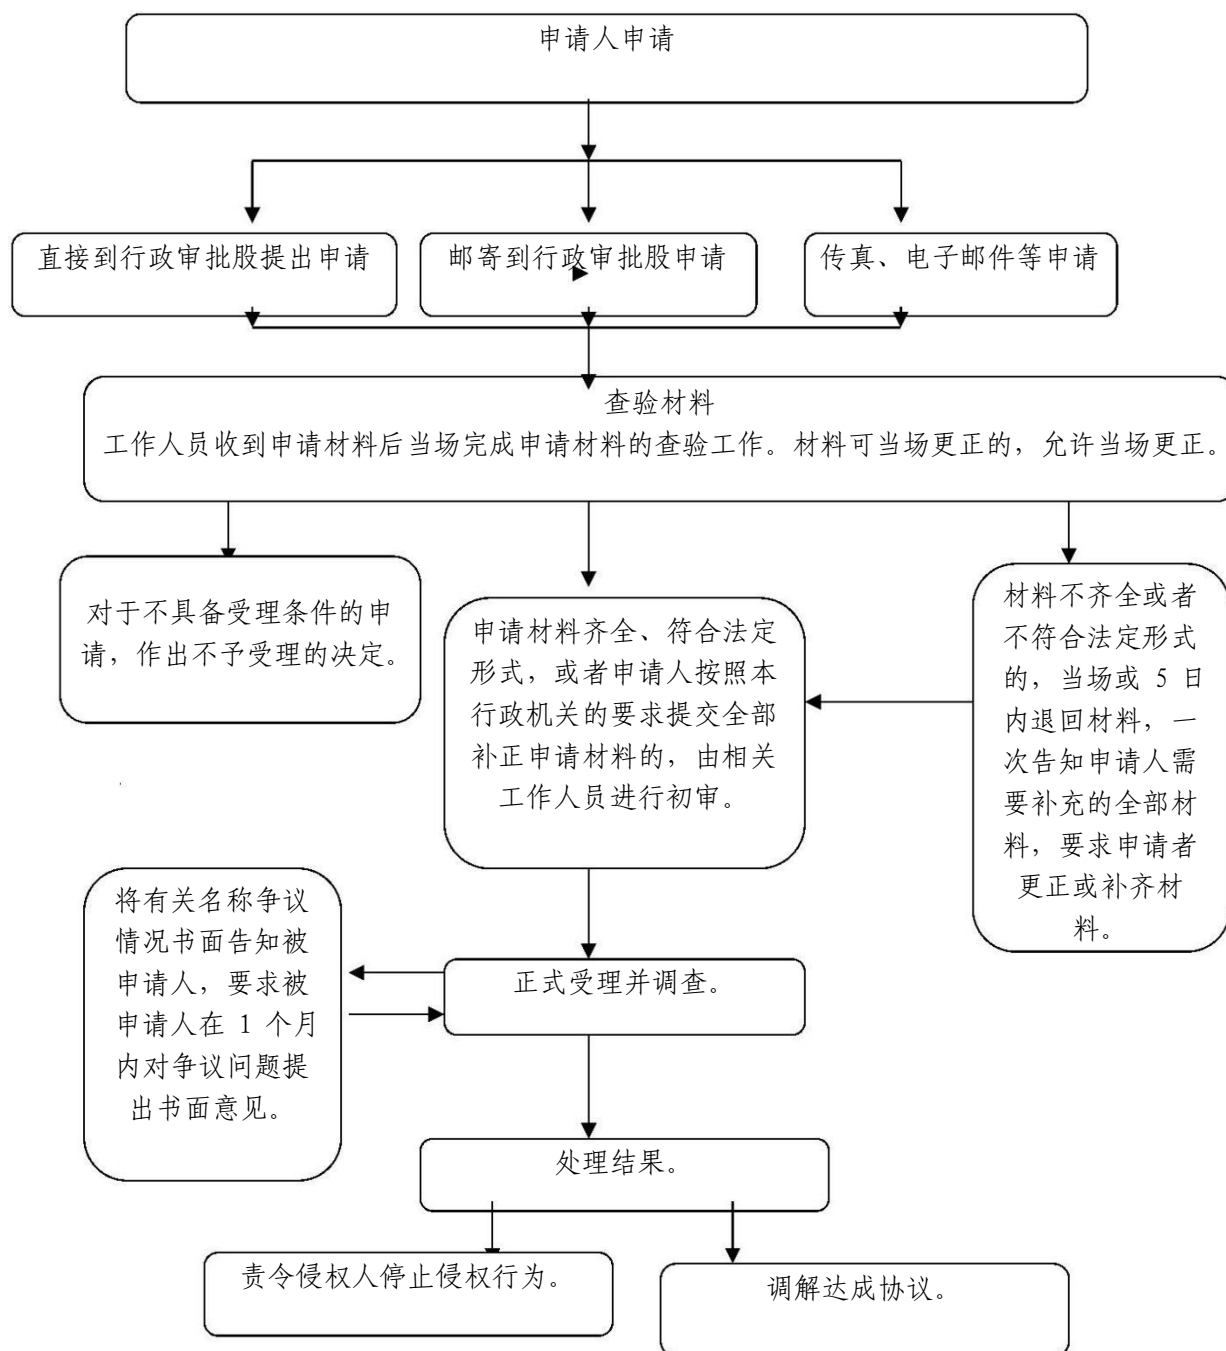 申请人申请
直接到行政审批股提出申请
邮寄到行政审批股申请
传真、电子邮件等申请
查验材料
工作人员收到申请材料后当场完成申请材料的查验工作。材料可当场更正的，允许当场更正。
对于不具备受理条件的申
请，作出不予受理的决定。
申请材料齐全、符合法定
形式，或者申请人按照本
行政机关的要求提交全部
补正申请材料的，由相关
工作人员进行初审。
材料不齐全或者
不符合法定形式
的，当场或 5 日
内退回材料，一
次告知申请人需
要补充的全部材
料，要求申请者
更正或补齐材
料。
将有关名称争议
情况书面告知被
申请人，要求被
申请人在 1 个月
内对争议问题提
出书面意见。
正式受理并调查。
处理结果。
责令侵权人停止侵权行为。
调解达成协议。